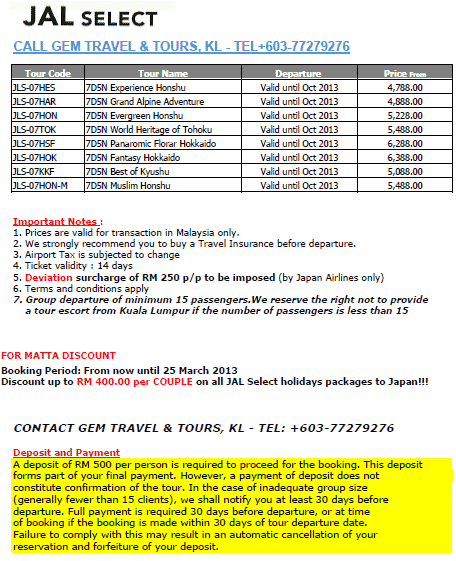 JAL SELECT
CALL GEM TRAVEL & TOURS, KL - TEL+603-77279276
Tour Code Tour Name Departure Price From
JLS-07HES 7D5N Experience Honshu Valid until Oct 2013 4,788.00
JLS-07HAR 7D5N Grand Alpine Adventure Valid until Oct 2013 4,888.00
JLS-07HON 7D5N Evergreen Honshu Valid until Oct 2013 5,228.00
JLS-07TOK 7D5N World Heritage of Tohoku Valid until Oct 2013 5,488.00
JLS-07HSF 7D5N Panaromic Florar Hokkaido Valid until Oct 2013 6,288.00
JLS-07HOK 7D5N Fantasy Hokkaido Valid until Oct 2013 6,388.00
JLS-07KKF 7D5N Best of Kyushu Valid until Oct 2013 5,088.00
JLS-07HON-M 7D5N Muslim Honshu Valid until Oct 2013 5,488.00
Important Notes :
1. Prices are valid for transaction in Malaysia only.
2. We strongly recommend you to buy a Travel Insurance before departure.
3. Airport Tax is subjected to change
4. Ticket validity : 14 days
5. Deviation surcharge of RM 250 p/p to be imposed (by Japan Airlines only)
6. Terms and conditions apply
7. Group departure of minimum 15 passengers.We reserve the right not to provide
a tour escort from Kuala Lumpur if the number of passengers is less than 15
FOR MATTA DISCOUNT
Booking Period: From now until 25 March 2013
Discount up to RM 400.00 per COUPLE on all JAL Select holidays packages to Japan!!!
CONTACT GEM TRAVEL & TOURS, KL - TEL: +603-77279276
Deposit and Payment
A deposit of RM 500 per person is required to proceed for the booking. This deposit
forms part of your final payment. However, a payment of deposit does not
constitute confirmation of the tour. In the case of inadequate group size
(generally fewer than 15 clients), we shall notify you at least 30 days before
departure. Full payment is required 30 days before departure, or at time
of booking if the booking is made within 30 days of tour departure date.
Failure to comply with this may result in an automatic cancellation of your
reservation and forfeiture of your deposit.